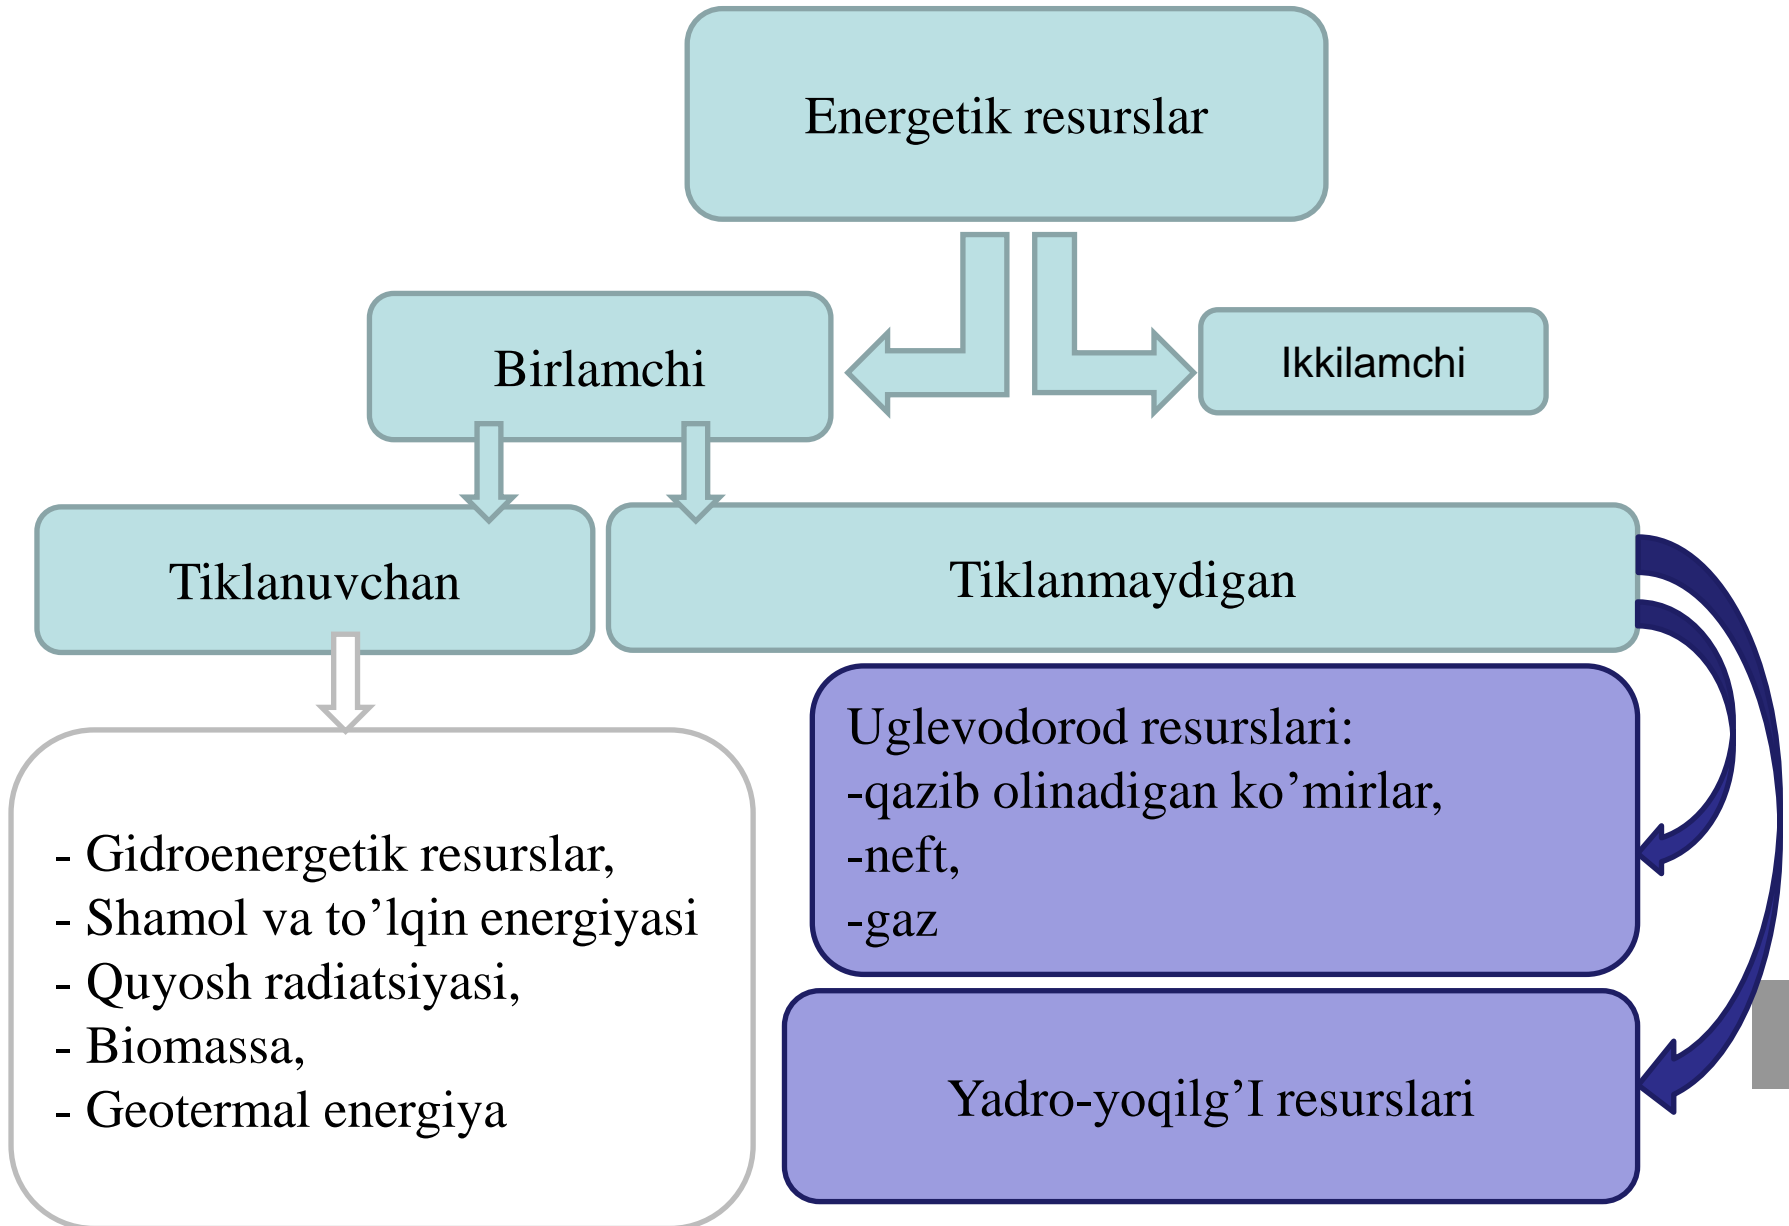 Energetik resurslar
Birlamchi
Ikkilamchi
Tiklanuvchan
Tiklanmaydigan
- Gidroenergetik resurslar,
- Shamol va to’lqin energiyasi
- Quyosh radiatsiyasi,
- Biomassa,
- Geotermal energiya
Uglevodorod resurslari:
-qazib olinadigan ko’mirlar,
-neft,
-gaz
Yadro-yoqilg’I resurslari